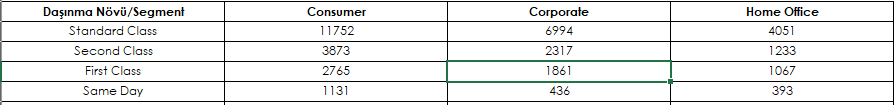 Daşınma Növü/Segment Consumer Corporate Home Office
Standard Class 11752 6994 4051
Second Class 3873 2317 1233
First Class 2765 1861 1067
Same Day 1131 436 393